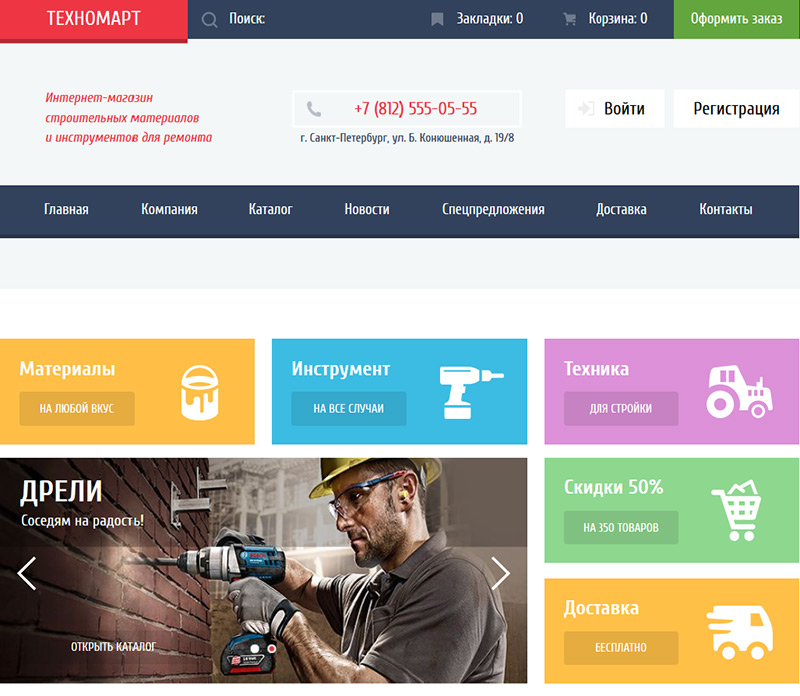 ТЕХНОМАРТ
Поиск:
Закладки: 0
Корзина: 0
Оформить заказ
Интернет-магазин
строительных материалов
и инструментов для ремонта
+7 (812) 555-05-55
г. Санкт-Петербург, ул. Б. Конюшенная, д. 19/8
Войти
Регистрация
Главная
Компания
Каталог
Новости
Спецпредложения
Доставка
Контакты
Материалы
НА ЛЮБОЙ ВКУС
Инструмент
НА ВСЕ СЛУЧАИ
Техника
ДЛЯ СТРОЙКИ
ДРЕЛИ
Соседям на радость!
ОТКРЫТЬ КАТАЛОГ
Скидки 50%
НА 350 ТОВАРОВ
Доставка
БЕСПЛАТНО